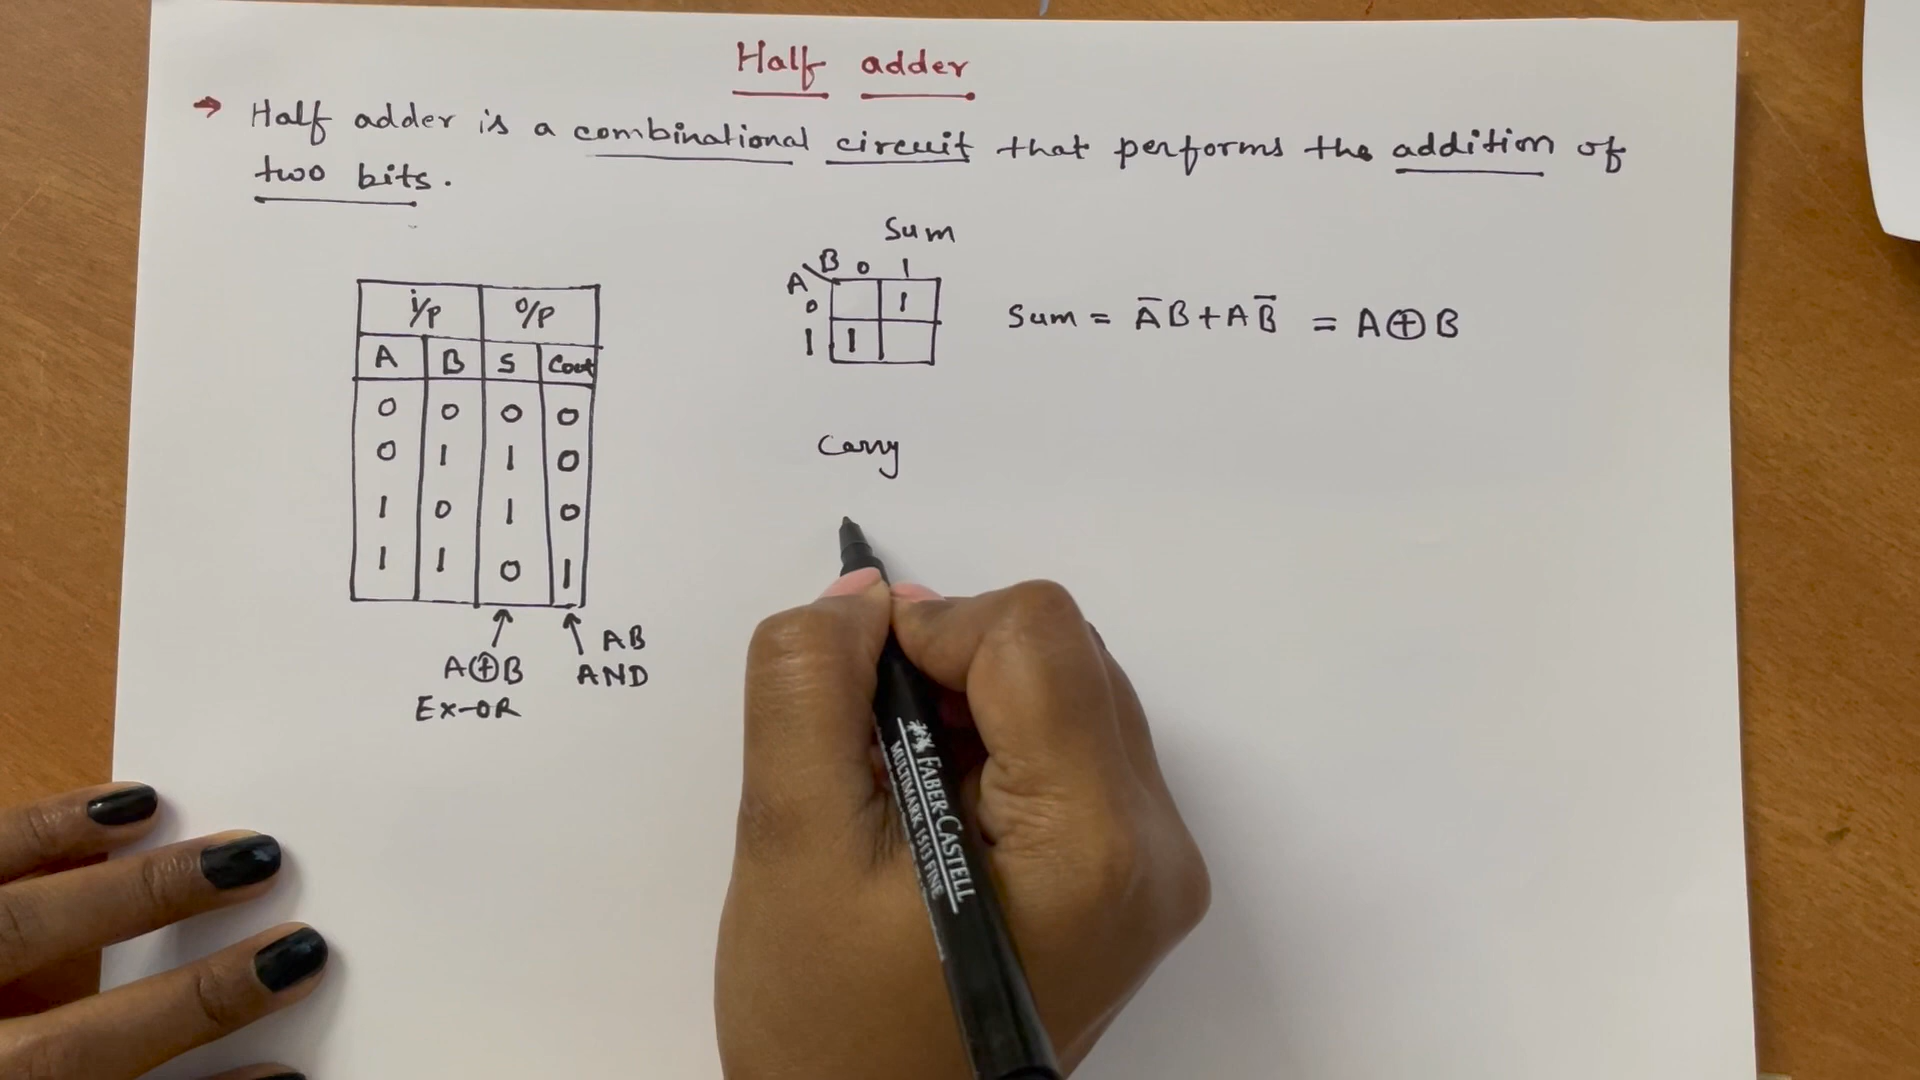 Half adder
→ Half adder is a combinational circuit that performs the addition of
two bits.
i/p o/p
A B S Cout
0 0 0 0
0 1 1 0
1 0 1 0
1 1 0 1
A⊕B
EX-OR
AB
AND
Sum
B 0 1
A
0 1
1 1
Sum = A̅B+AB̅ = A⊕B
Carry
FABER-CASTELL
MULTIMARK 1513 FINE